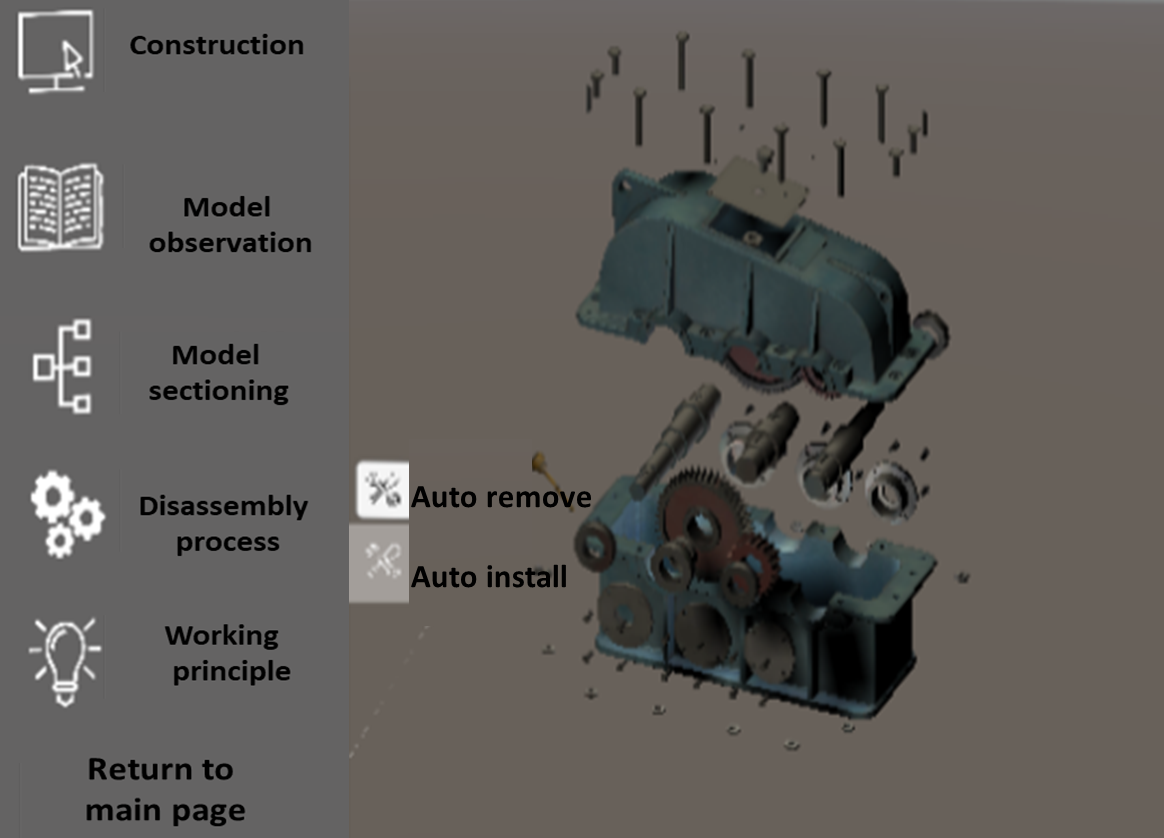 Construction
Model
observation
Model
sectioning
Disassembly
process
Auto remove
Auto install
Working
principle
Return to
main page